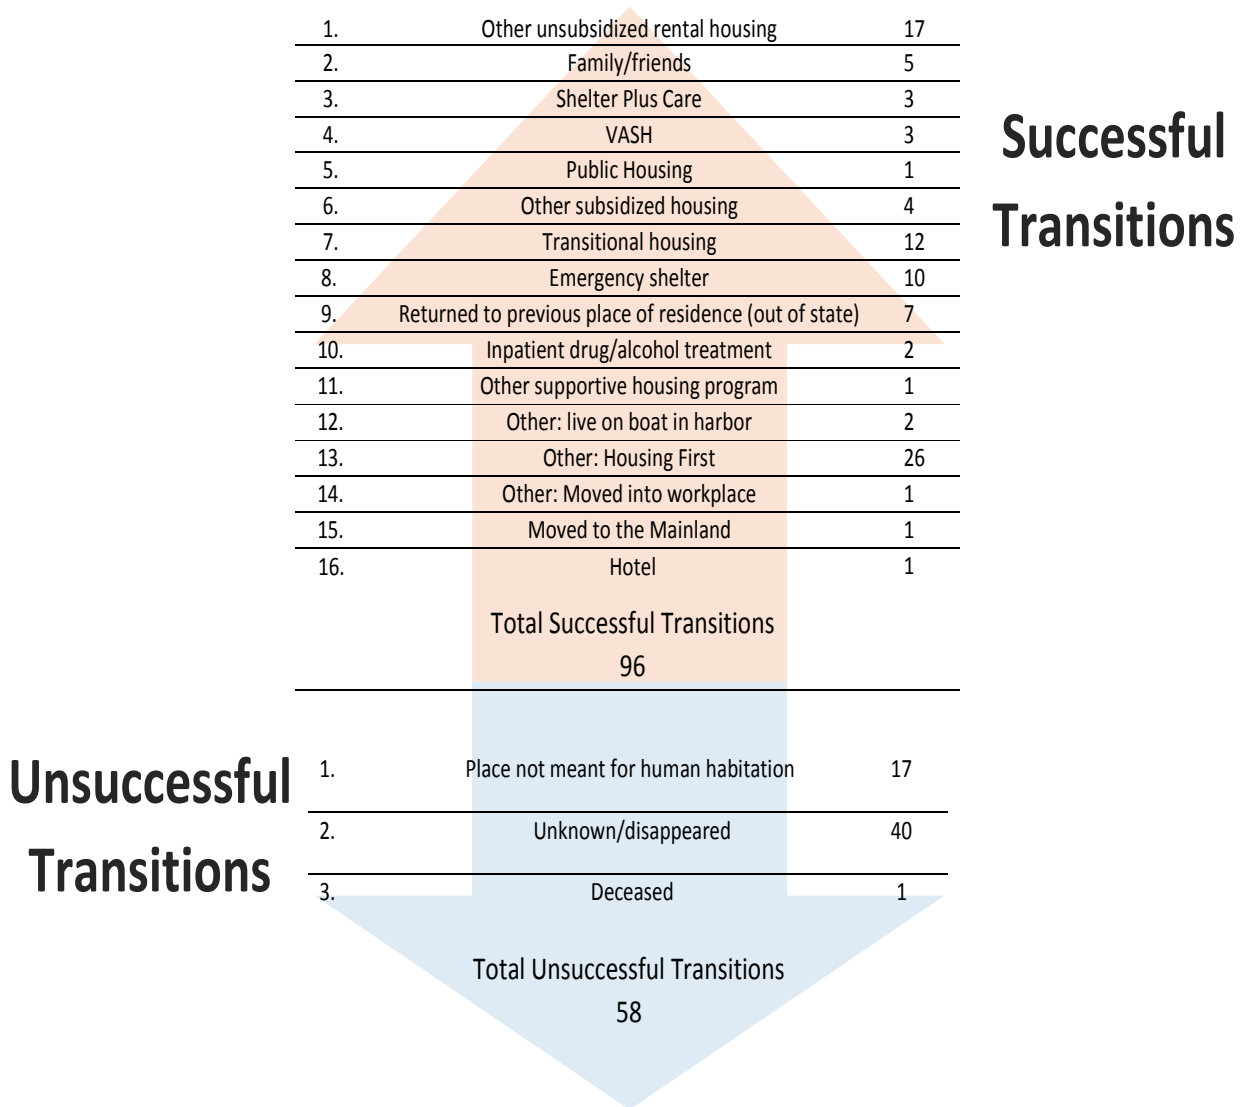 1. Other unsubsidized rental housing 17
2. Family/friends 5
3. Shelter Plus Care 3
4. VASH 3
5. Public Housing 1
6. Other subsidized housing 4
7. Transitional housing 12
8. Emergency shelter 10
9. Returned to previous place of residence (out of state) 7
10. Inpatient drug/alcohol treatment 2
11. Other supportive housing program 1
12. Other: live on boat in harbor 2
13. Other: Housing First 26
14. Other: Moved into workplace 1
15. Moved to the Mainland 1
16. Hotel 1
Total Successful Transitions
96
Successful
Transitions
Unsuccessful
Transitions
1. Place not meant for human habitation 17
2. Unknown/disappeared 40
3. Deceased 1
Total Unsuccessful Transitions
58